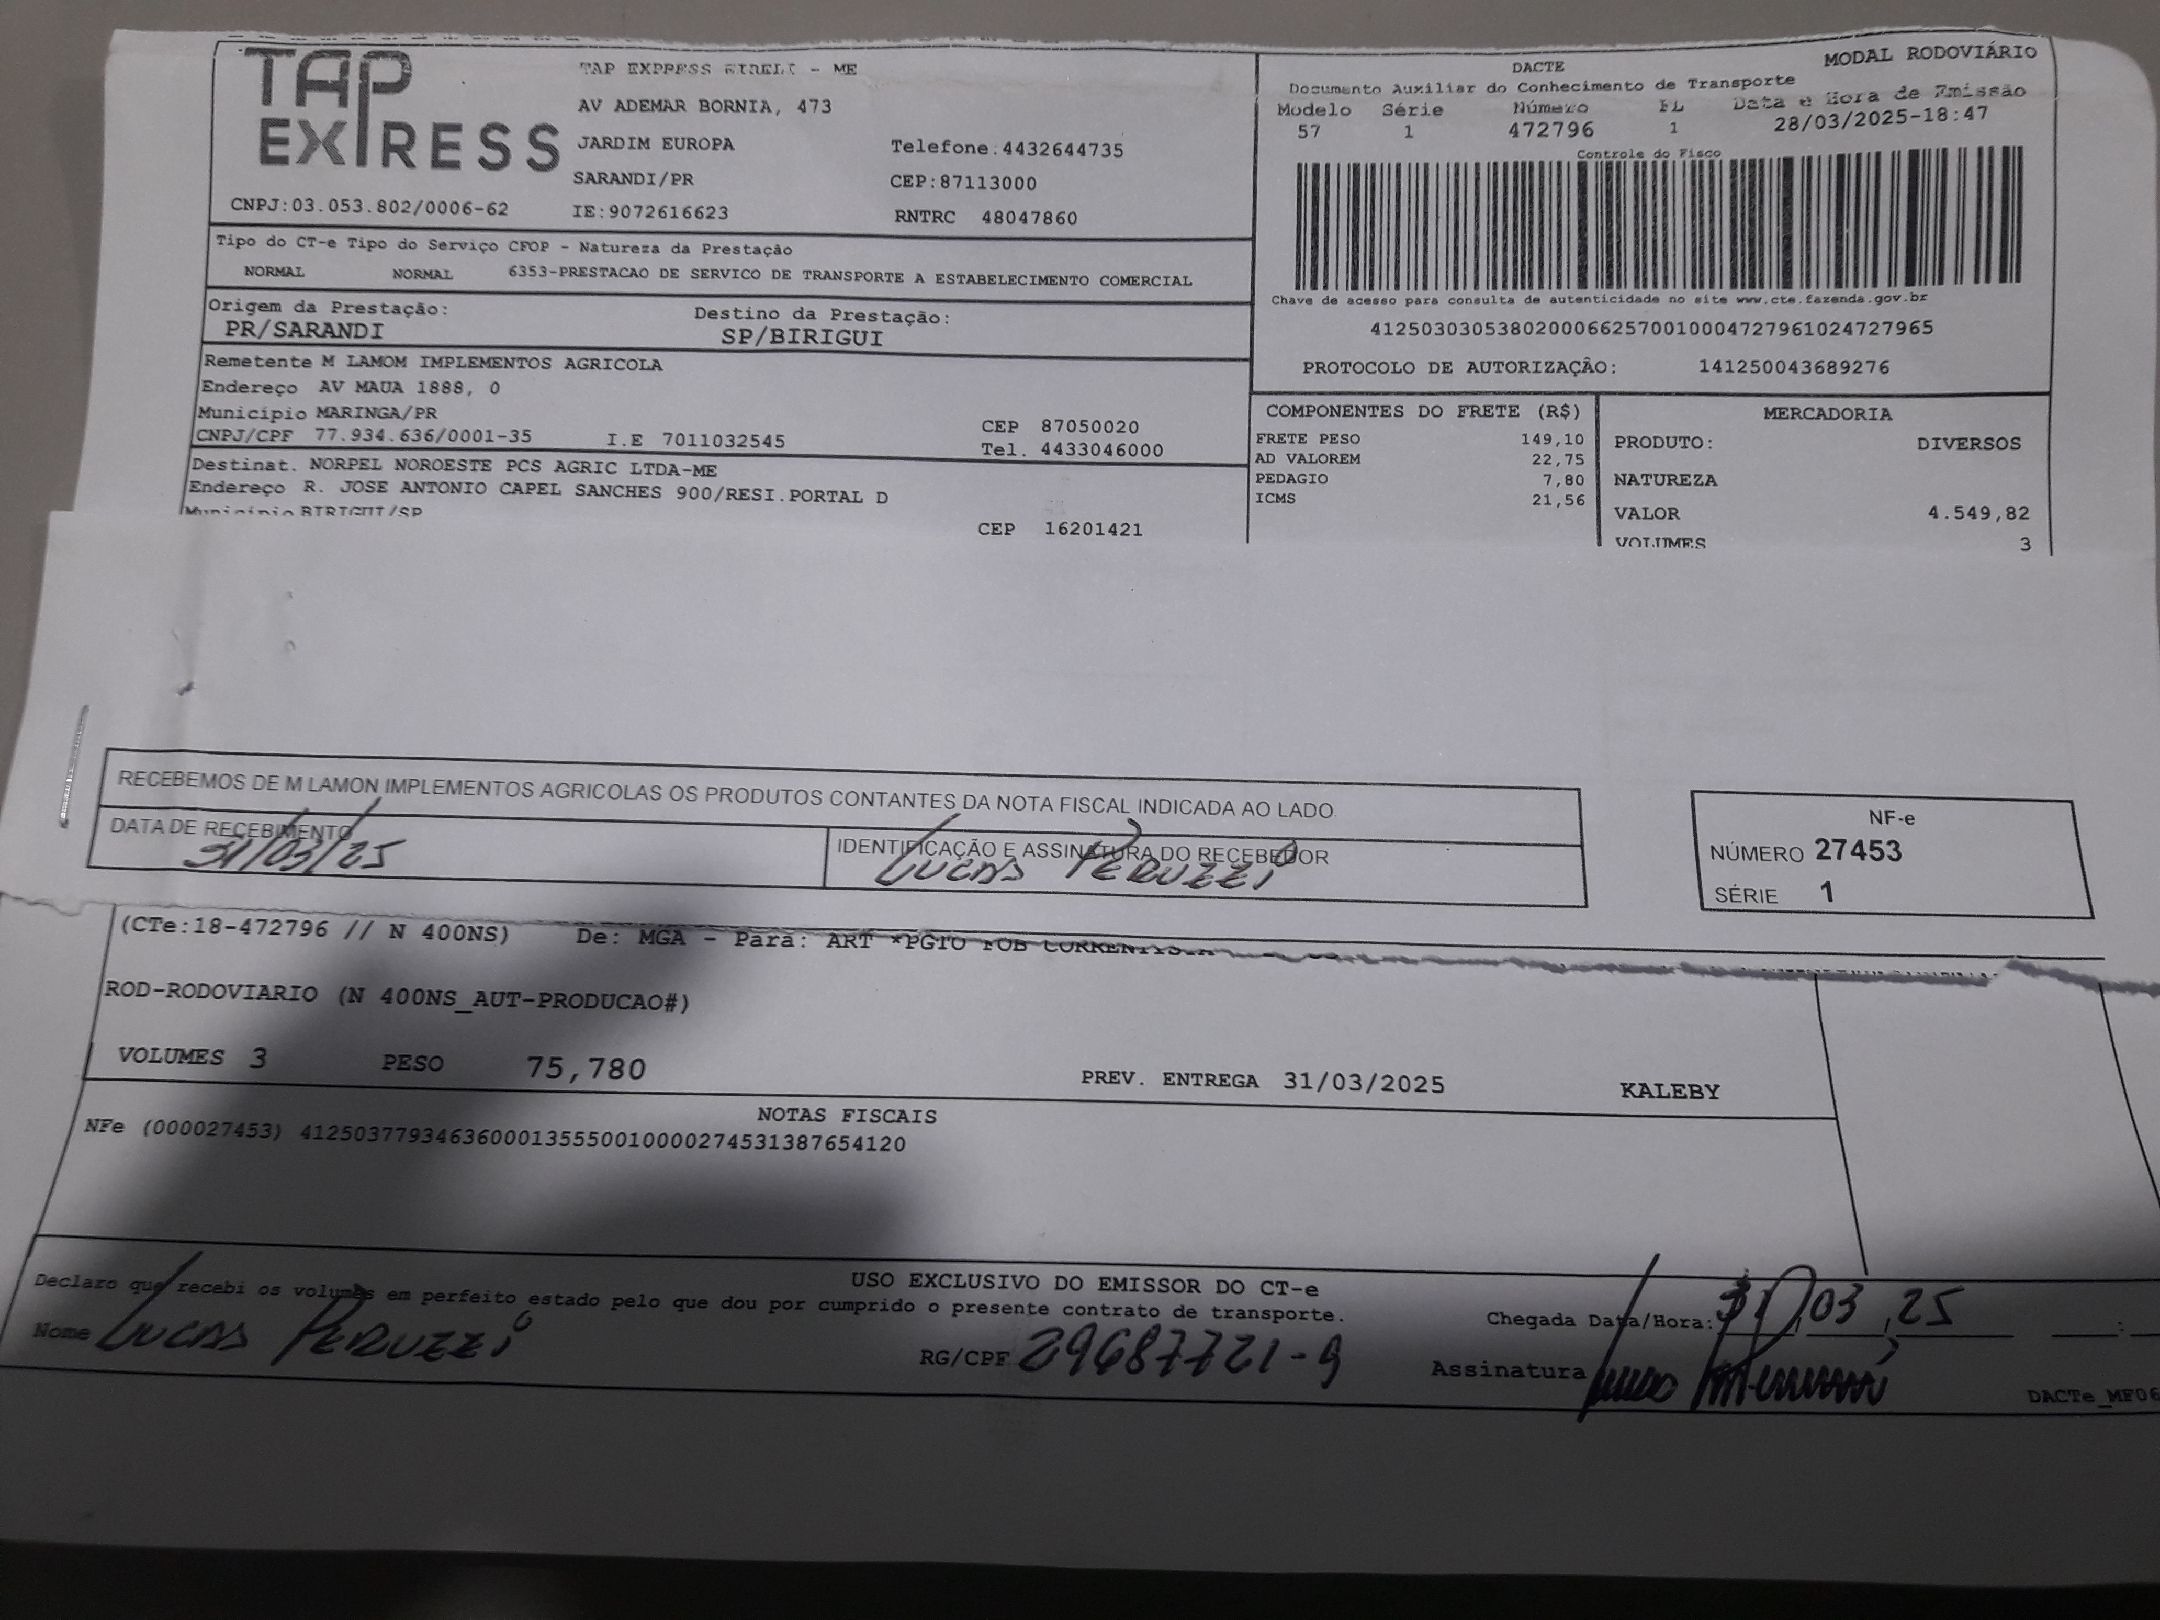 TAP EXPRESS
TAP EXPRESS EIRELI - ME
AV ADEMAR BORNIA, 473
JARDIM EUROPA Telefone:4432644735
SARANDI/PR CEP:87113000
CNPJ:03.053.802/0006-62 IE:9072616623 RNTRC 48047860
MODAL RODOVIÁRIO
DACTE
Documento Auxiliar do Conhecimento de Transporte
Modelo Série Número FL Data e Hora de Emissão
57 1 472796 1 28/03/2025-18:47
Controle do Fisco
Chave de acesso para consulta de autenticidade no site www.cte.fazenda.gov.br
41250303053802000662570010004727961024727965
PROTOCOLO DE AUTORIZAÇÃO: 141250043689276
Tipo do CT-e Tipo do Serviço CFOP - Natureza da Prestação
NORMAL NORMAL 6353-PRESTACAO DE SERVICO DE TRANSPORTE A ESTABELECIMENTO COMERCIAL
Origem da Prestação: Destino da Prestação:
PR/SARANDI SP/BIRIGUI
Remetente M LAMOM IMPLEMENTOS AGRICOLA
Endereço AV MAUA 1888, 0
Município MARINGA/PR CEP 87050020
CNPJ/CPF 77.934.636/0001-35 I.E 7011032545 Tel. 4433046000
Destinat. NORPEL NOROESTE PCS AGRIC LTDA-ME
Endereço R. JOSE ANTONIO CAPEL SANCHES 900/RESI.PORTAL D
Município BIRIGUI/SP CEP 16201421
COMPONENTES DO FRETE (R$)
FRETE PESO 149,10
AD VALOREM 22,75
PEDAGIO 7,80
ICMS 21,56
MERCADORIA
PRODUTO: DIVERSOS
NATUREZA
VALOR 4.549,82
VOLUMES 3
RECEBEMOS DE M LAMON IMPLEMENTOS AGRICOLAS OS PRODUTOS CONTANTES DA NOTA FISCAL INDICADA AO LADO
DATA DE RECEBIMENTO IDENTIFICAÇÃO E ASSINATURA DO RECEBEDOR
31/03/25 LUCAS PERUZZI
NF-e
NÚMERO 27453
SÉRIE 1
(CTe:18-472796 // N 400NS) De: MGA - Para: ART *PGTO FOB CORRENTISTA
ROD-RODOVIARIO (N 400NS_AUT-PRODUCAO#)
VOLUMES 3 PESO 75,780 PREV. ENTREGA 31/03/2025 KALEBY
NOTAS FISCAIS
NFe (000027453) 41250377934636000135550010000274531387654120
USO EXCLUSIVO DO EMISSOR DO CT-e
Declaro que recebi os volumes em perfeito estado pelo que dou por cumprido o presente contrato de transporte.
Chegada Data/Hora: 31/03,25 :
Nome LUCAS PERUZZI RG/CPF 29687721-9 Assinatura
DACTe_MF06